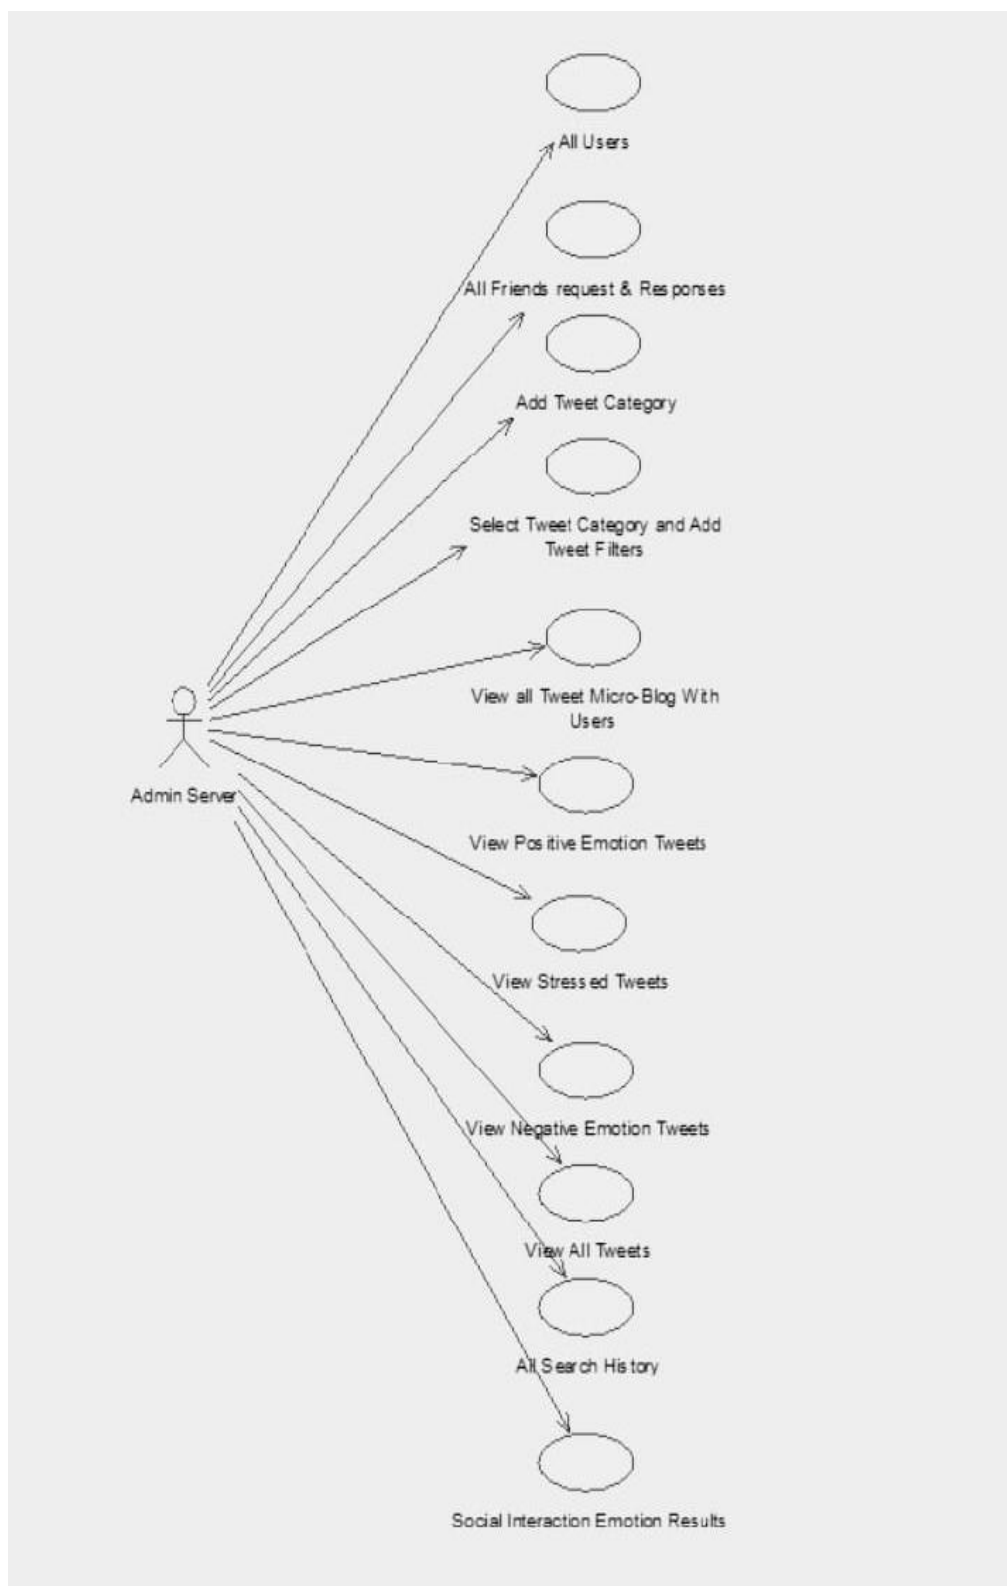 All Users
All Friends request & Responses
Add Tweet Category
Select Tweet Category and Add
Tweet Filters
View all Tweet Micro-Blog With
Users
Admin Server
View Positive Emotion Tweets
View Stressed Tweets
View Negative Emotion Tweets
View All Tweets
All Search History
Social Interaction Emotion Results